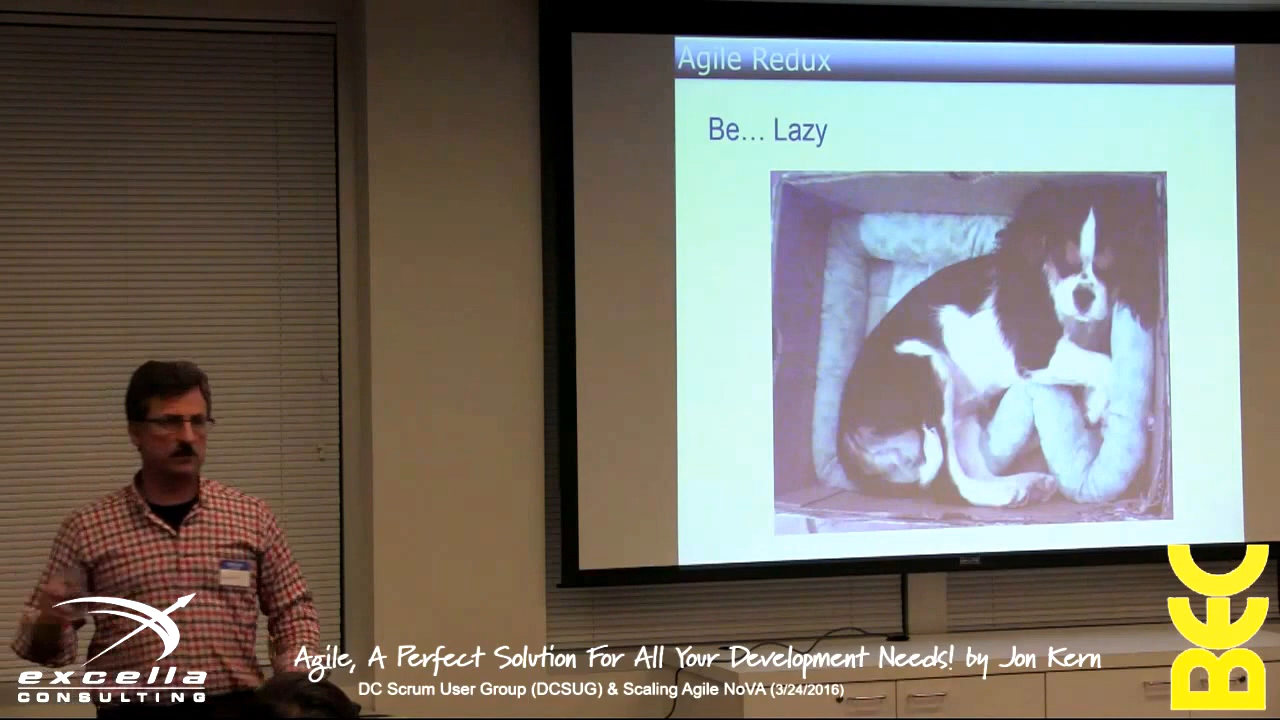 Agile Redux
Be... Lazy
excella
CONSULTING
Agile, A Perfect Solution For All Your Development Needs! by Jon Kern
DC Scrum User Group (DCSUG) & Scaling Agile NoVA (3/24/2016)
BEC